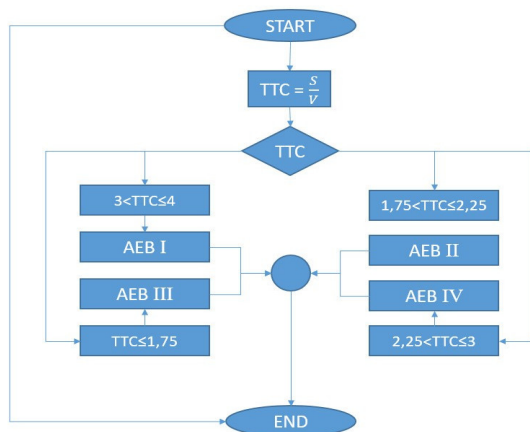 START
TTC = S/V
TTC
3<TTC≤4
1,75<TTC≤2,25
AEB I
AEB II
AEB III
AEB IV
TTC≤1,75
2,25<TTC≤3
END